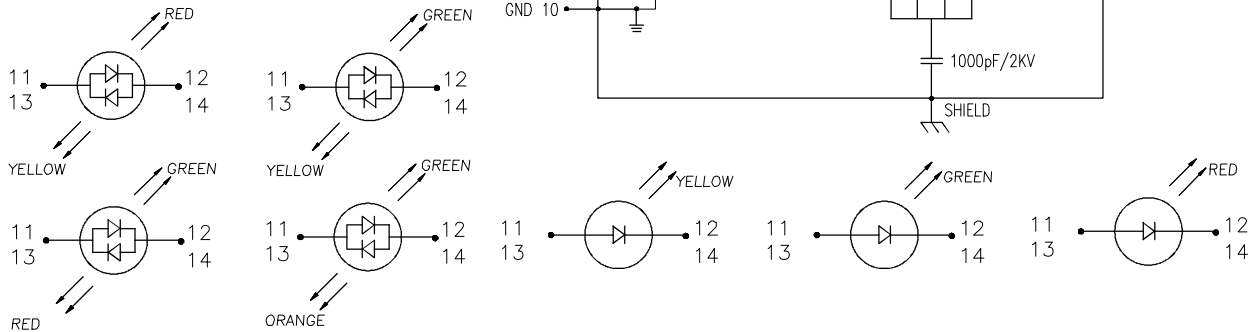 GND 10
1000pF/2KV
SHIELD
RED
11
13
12
14
YELLOW
GREEN
11
13
12
14
YELLOW
GREEN
11
13
12
14
RED
GREEN
11
13
12
14
ORANGE
YELLOW
11
13
12
14
GREEN
11
13
12
14
RED
11
13
12
14